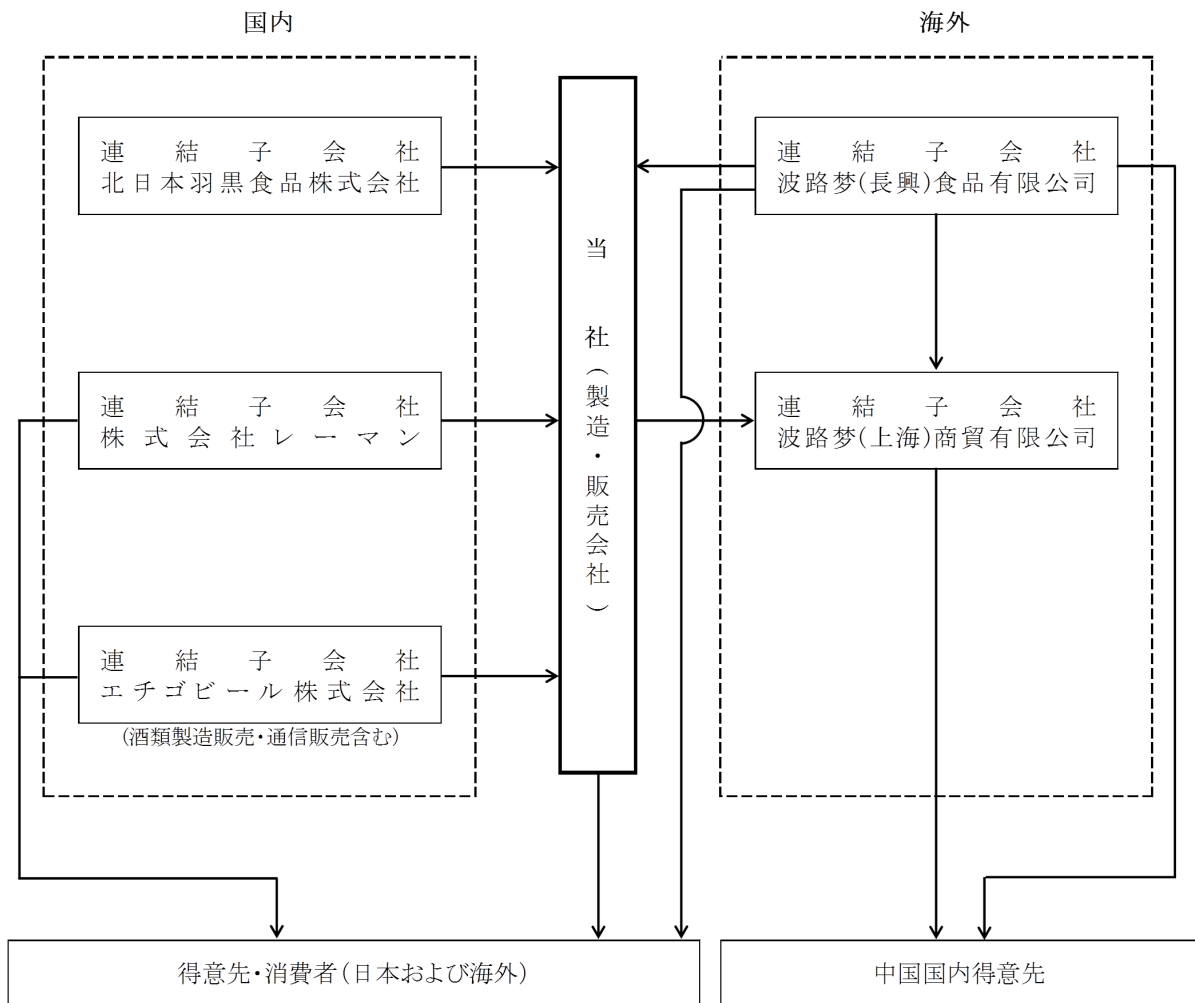 国内
海外
連結子会社
北日本羽黒食品株式会社
連結子会社
株式会社レーマン
連結子会社
エチゴビール株式会社
(酒類製造販売・通信販売含む)
当社(製造・販売会社)
連結子会社
波路梦(長興)食品有限公司
連結子会社
波路梦(上海)商貿有限公司
得意先・消費者(日本および海外)
中国国内得意先